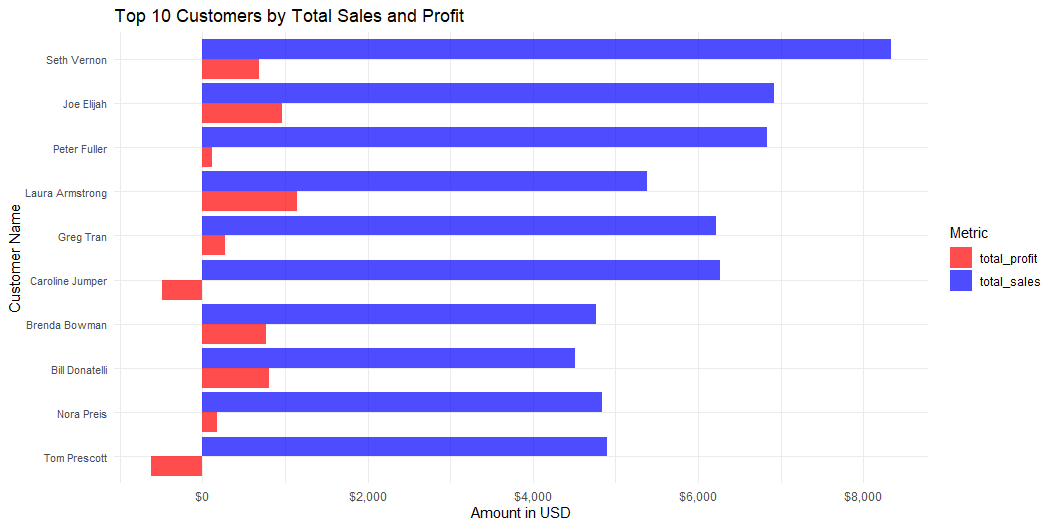 Top 10 Customers by Total Sales and Profit
Customer Name
Seth Vernon
Joe Elijah
Peter Fuller
Laura Armstrong
Greg Tran
Caroline Jumper
Brenda Bowman
Bill Donatelli
Nora Preis
Tom Prescott
$0 $2,000 $4,000 $6,000 $8,000
Amount in USD
Metric
total_profit
total_sales